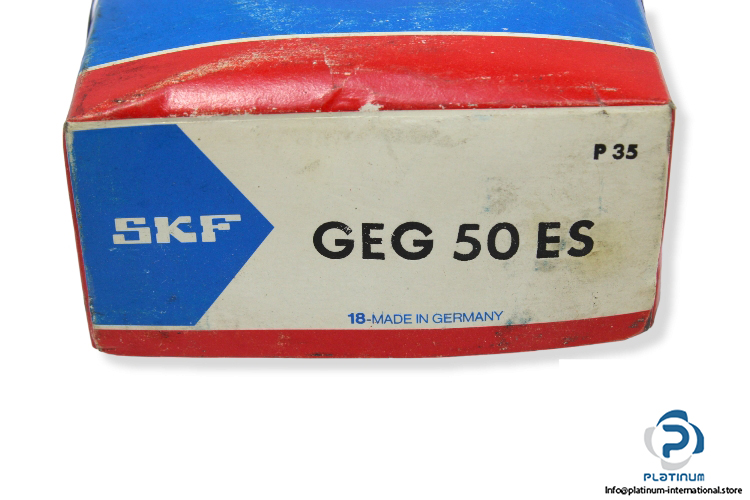 P 35
SKF
GEG 50 ES
18-MADE IN GERMANY
PLATINUM
Info@platinum-international.store